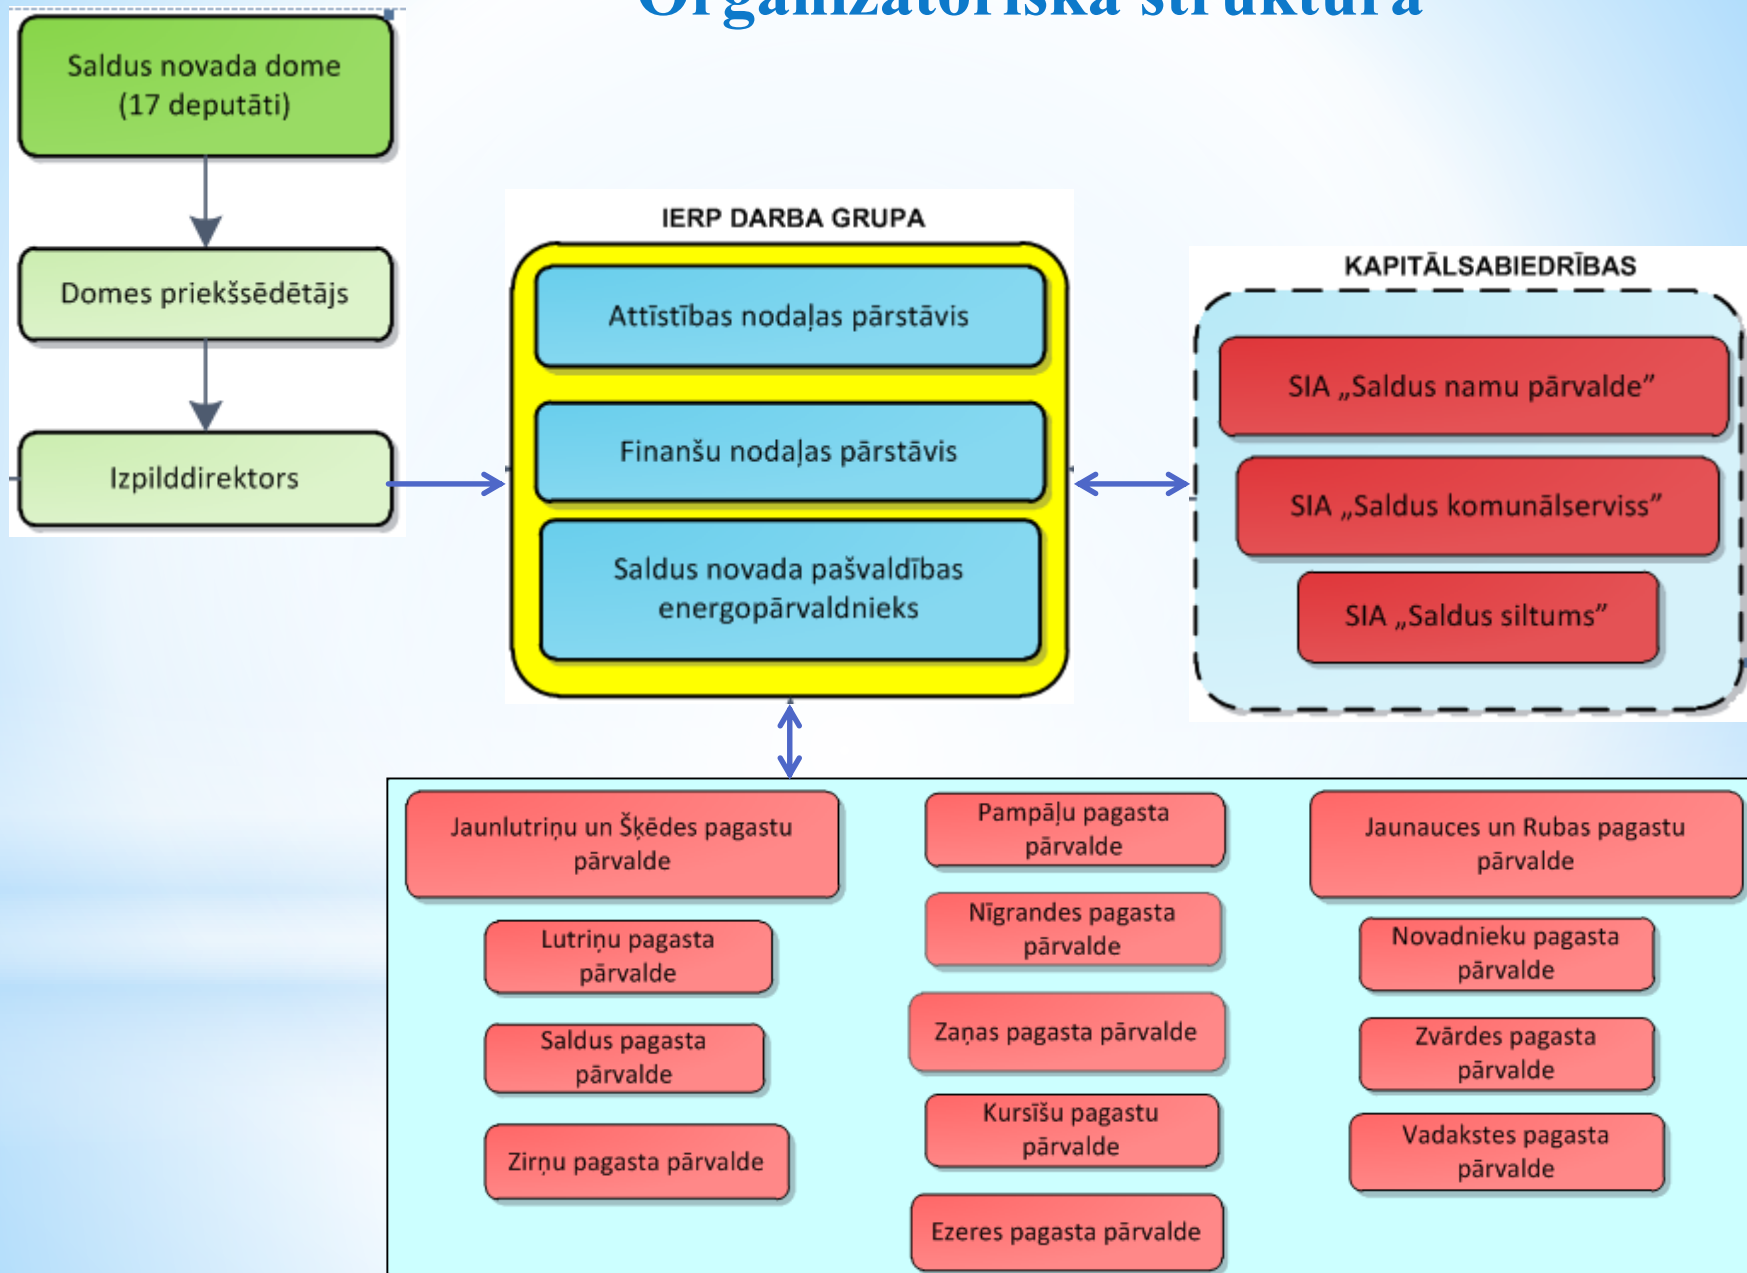 Organizatoriskā struktūra
Saldus novada dome
(17 deputāti)
Domes priekšsēdētājs
Izpilddirektors
IERP DARBA GRUPA
Attīstības nodaļas pārstāvis
Finanšu nodaļas pārstāvis
Saldus novada pašvaldības
energopārvaldnieks
KAPITĀLSABIEDRĪBAS
SIA „Saldus namu pārvalde”
SIA „Saldus komunālserviss”
SIA „Saldus siltums”
Jaunlutriņu un Šķēdes pagastu
pārvalde
Lutriņu pagasta
pārvalde
Saldus pagasta
pārvalde
Zirņu pagasta pārvalde
Pampāļu pagasta
pārvalde
Nīgrandes pagasta
pārvalde
Zaņas pagasta pārvalde
Kursīšu pagastu
pārvalde
Ezeres pagasta pārvalde
Jaunauces un Rubas pagastu
pārvalde
Novadnieku pagasta
pārvalde
Zvārdes pagasta
pārvalde
Vadakstes pagasta
pārvalde